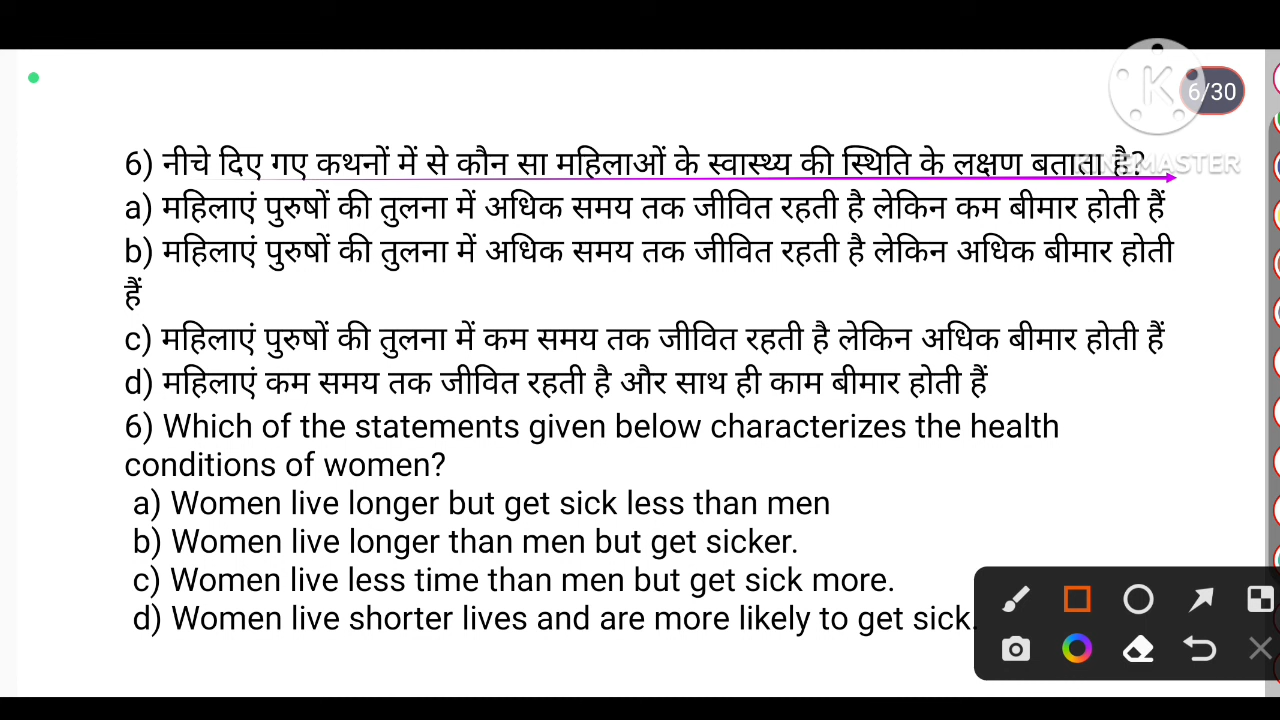 6/30
KINEMASTER
6) नीचे दिए गए कथनों में से कौन सा महिलाओं के स्वास्थ्य की स्थिति के लक्षण बताता है?
a) महिलाएं पुरुषों की तुलना में अधिक समय तक जीवित रहती है लेकिन कम बीमार होती हैं
b) महिलाएं पुरुषों की तुलना में अधिक समय तक जीवित रहती है लेकिन अधिक बीमार होती
हैं
c) महिलाएं पुरुषों की तुलना में कम समय तक जीवित रहती है लेकिन अधिक बीमार होती हैं
d) महिलाएं कम समय तक जीवित रहती है और साथ ही काम बीमार होती हैं
6) Which of the statements given below characterizes the health
conditions of women?
a) Women live longer but get sick less than men
b) Women live longer than men but get sicker.
c) Women live less time than men but get sick more.
d) Women live shorter lives and are more likely to get sick.